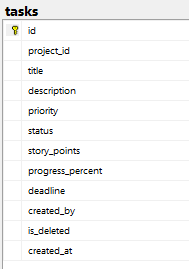 tasks
id
project_id
title
description
priority
status
story_points
progress_percent
deadline
created_by
is_deleted
created_at